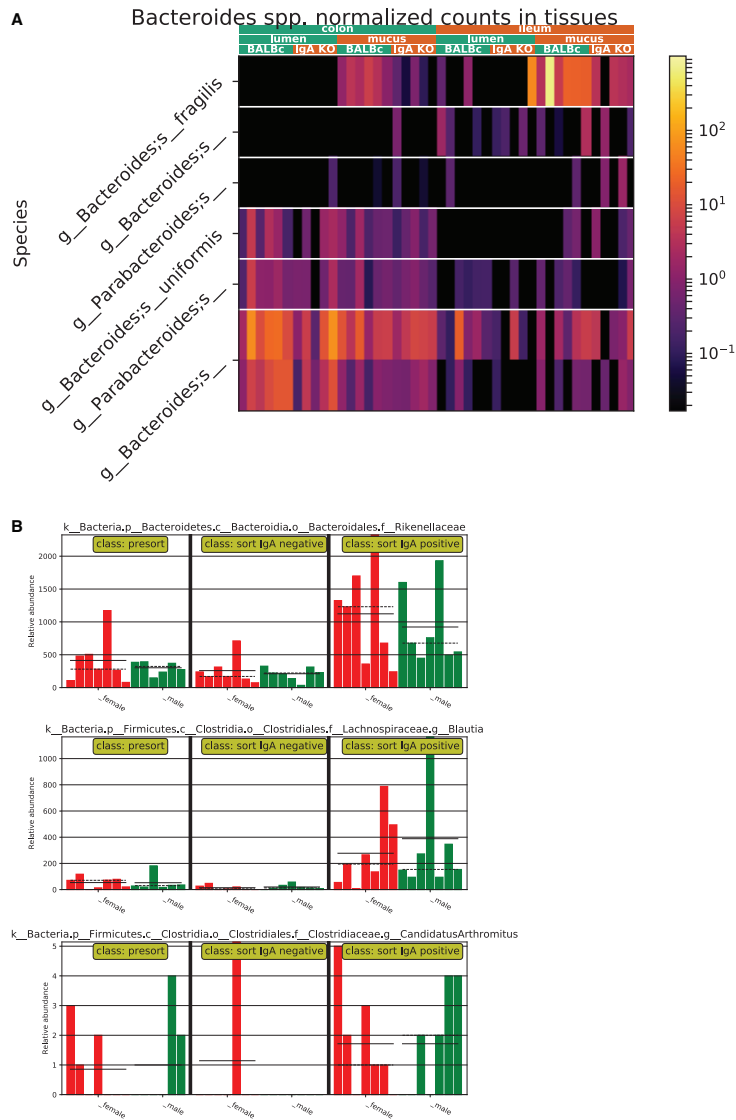 A
Bacteroides spp. normalized counts in tissues
colon ileum
lumen mucus lumen mucus
BALBc IgA KO BALBc IgA KO BALBc IgA KO BALBc IgA KO
Species
g__Bacteroides;s__fragilis
g__Bacteroides;s__
g__Parabacteroides;s__
g__Bacteroides;s__uniformis
g__Parabacteroides;s__
g__Bacteroides;s__
10²
10¹
10⁰
10⁻¹
B
k__Bacteria.p__Bacteroidetes.c__Bacteroidia.o__Bacteroidales.f__Rikenellaceae
class: presort class: sort IgA negative class: sort IgA positive
Relative abundance
2000
1500
1000
500
0
_female _male _female _male _female _male
k__Bacteria.p__Firmicutes.c__Clostridia.o__Clostridiales.f__Lachnospiraceae.g__Blautia
class: presort class: sort IgA negative class: sort IgA positive
Relative abundance
1000
800
600
400
200
0
_female _male _female _male _female _male
k__Bacteria.p__Firmicutes.c__Clostridia.o__Clostridiales.f__Clostridiaceae.g__CandidatusArthromitus
class: presort class: sort IgA negative class: sort IgA positive
Relative abundance
5
4
3
2
1
0
_female _male _female _male _female _male